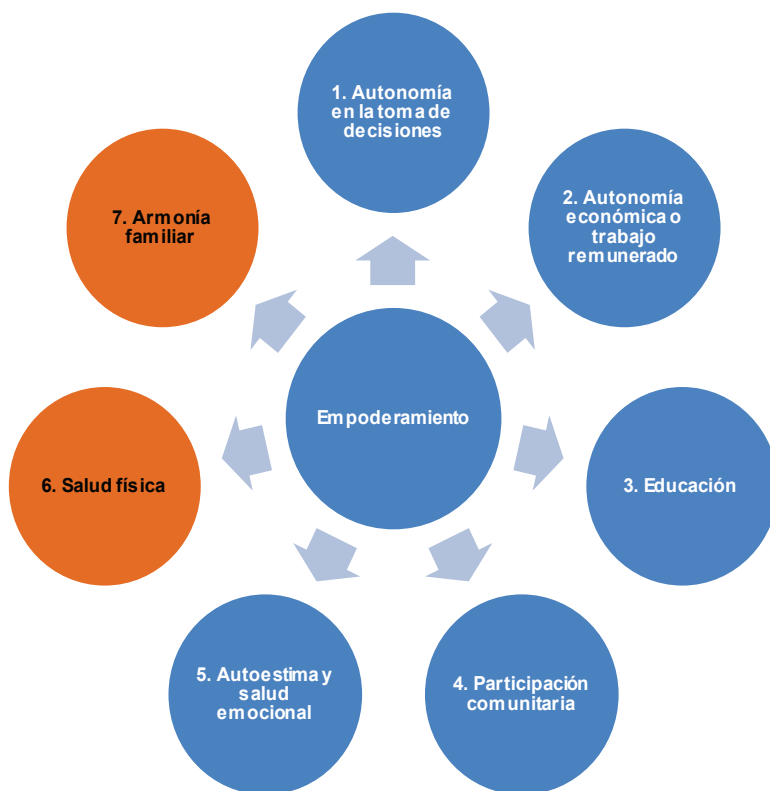 1. Autonomía
en la toma de
decisiones
2. Autonomía
económica o
trabajo
remunerado
3. Educación
4. Participación
comunitaria
5. Autoestima y
salud
emocional
6. Salud física
7. Armonía
familiar
Empoderamiento